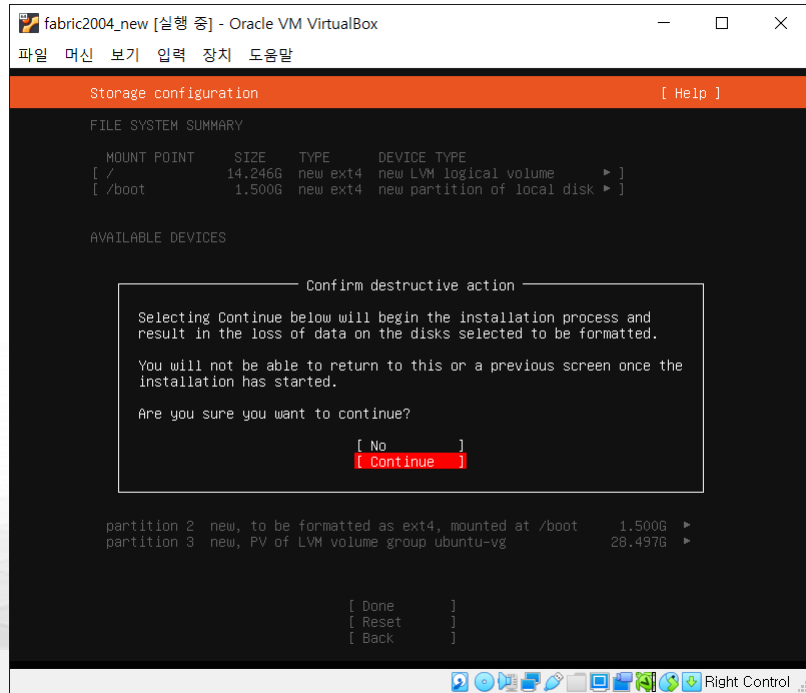 fabric2004_new [실행 중] - Oracle VM VirtualBox
파일 머신 보기 입력 장치 도움말
Storage configuration [ Help ]
FILE SYSTEM SUMMARY
MOUNT POINT SIZE TYPE DEVICE TYPE
[ / 14.246G new ext4 new LVM logical volume ▸ ]
[ /boot 1.500G new ext4 new partition of local disk ▸ ]
AVAILABLE DEVICES
Confirm destructive action
Selecting Continue below will begin the installation process and
result in the loss of data on the disks selected to be formatted.
You will not be able to return to this or a previous screen once the
installation has started.
Are you sure you want to continue?
[ No ]
[ Continue ]
partition 2 new, to be formatted as ext4, mounted at /boot 1.500G ▸
partition 3 new, PV of LVM volume group ubuntu-vg 28.497G ▸
[ Done ]
[ Reset ]
[ Back ]
Right Control